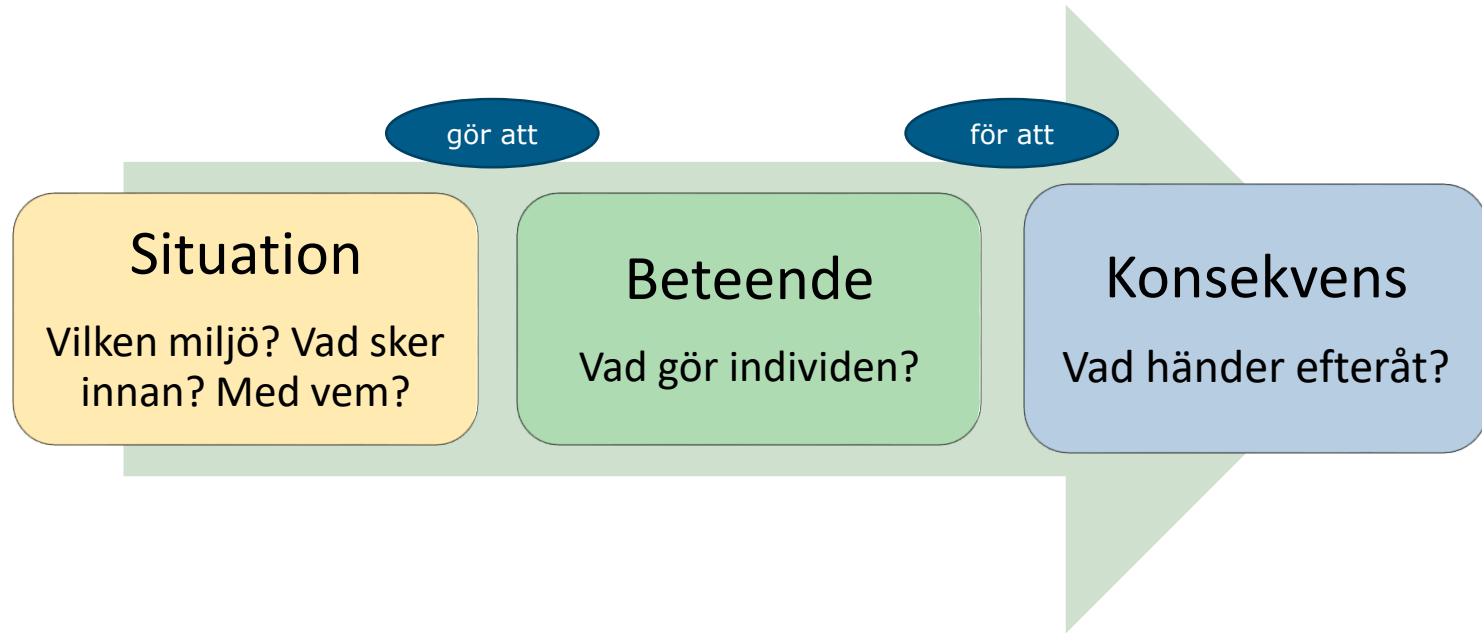 gör att
för att
Situation
Vilken miljö? Vad sker
innan? Med vem?
Beteende
Vad gör individen?
Konsekvens
Vad händer efteråt?